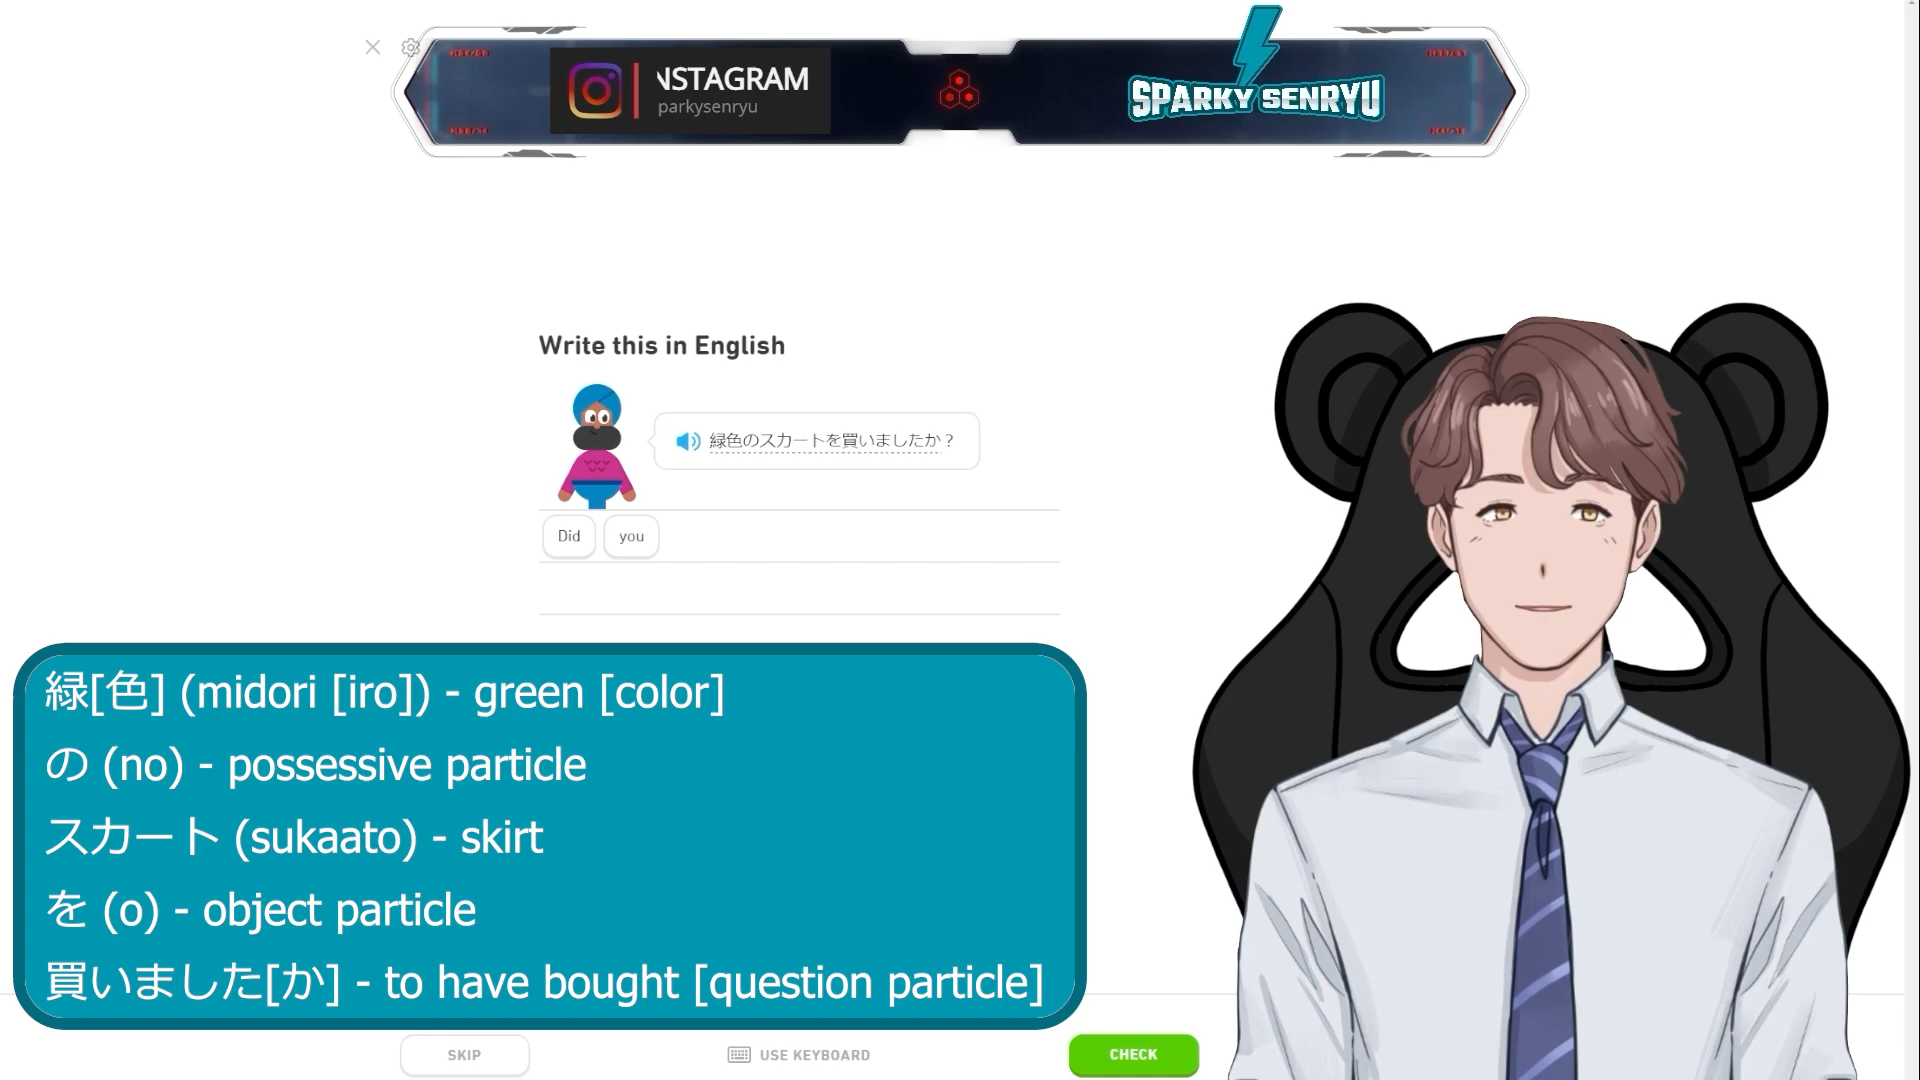 NSTAGRAM
parkysenryu
SPARKY SENRYU
Write this in English
緑色のスカートを買いましたか？
Did you
緑[色] (midori [iro]) - green [color]
の (no) - possessive particle
スカート (sukaato) - skirt
を (o) - object particle
買いました[か] - to have bought [question particle]
SKIP
USE KEYBOARD
CHECK